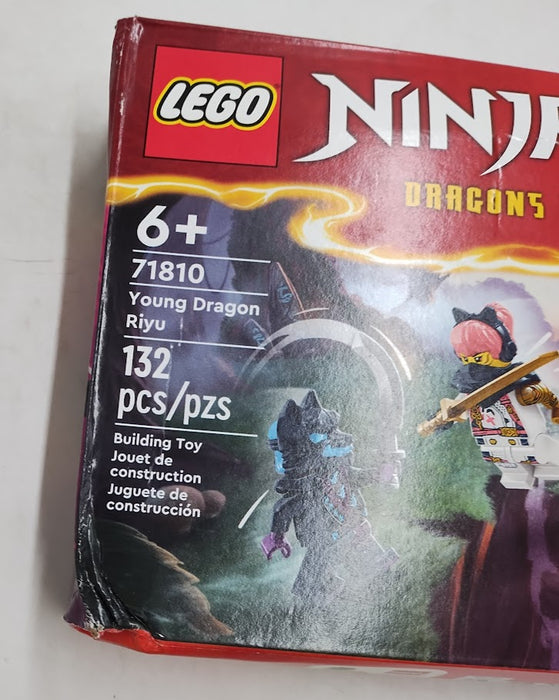 LEGO
NINJA
DRAGONS
6+
71810
Young Dragon
Riyu
132
pcs/pzs
Building Toy
Jouet de
construction
Juguete de
construcción